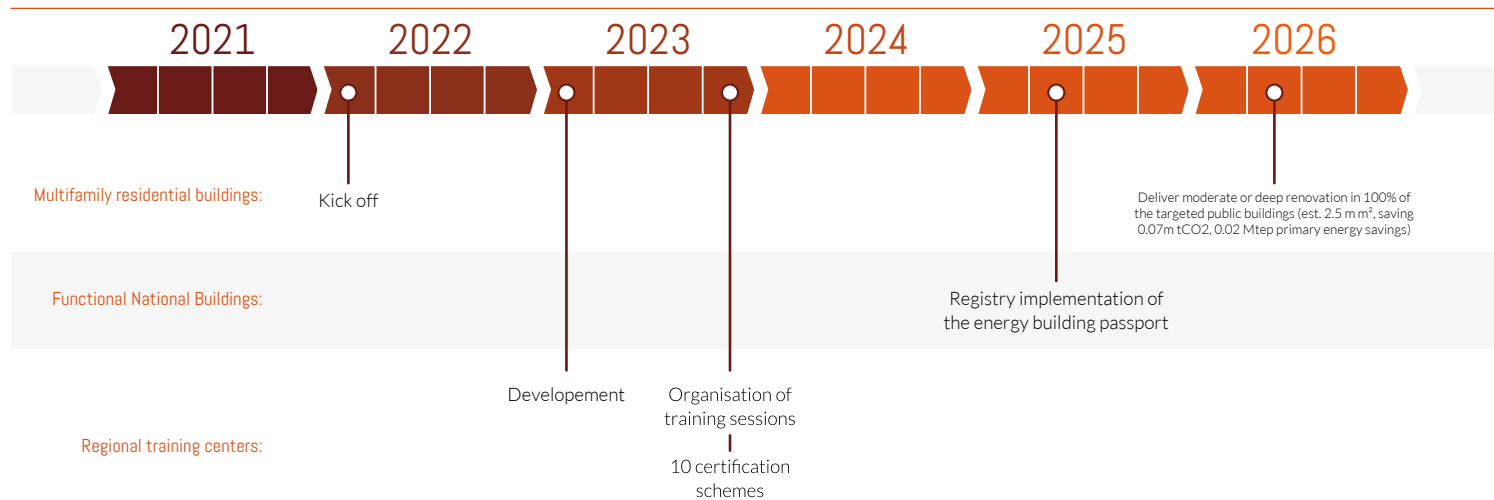 2021
2022
2023
2024
2025
2026
Multifamily residential buildings:
Kick off
Deliver moderate or deep renovation in 100% of
the targeted public buildings (est. 2.5 m m², saving
0.07m tCO2, 0.02 Mtep primary energy savings)
Functional National Buildings:
Registry implementation of
the energy building passport
Regional training centers:
Developement
Organisation of
training sessions
10 certification
schemes